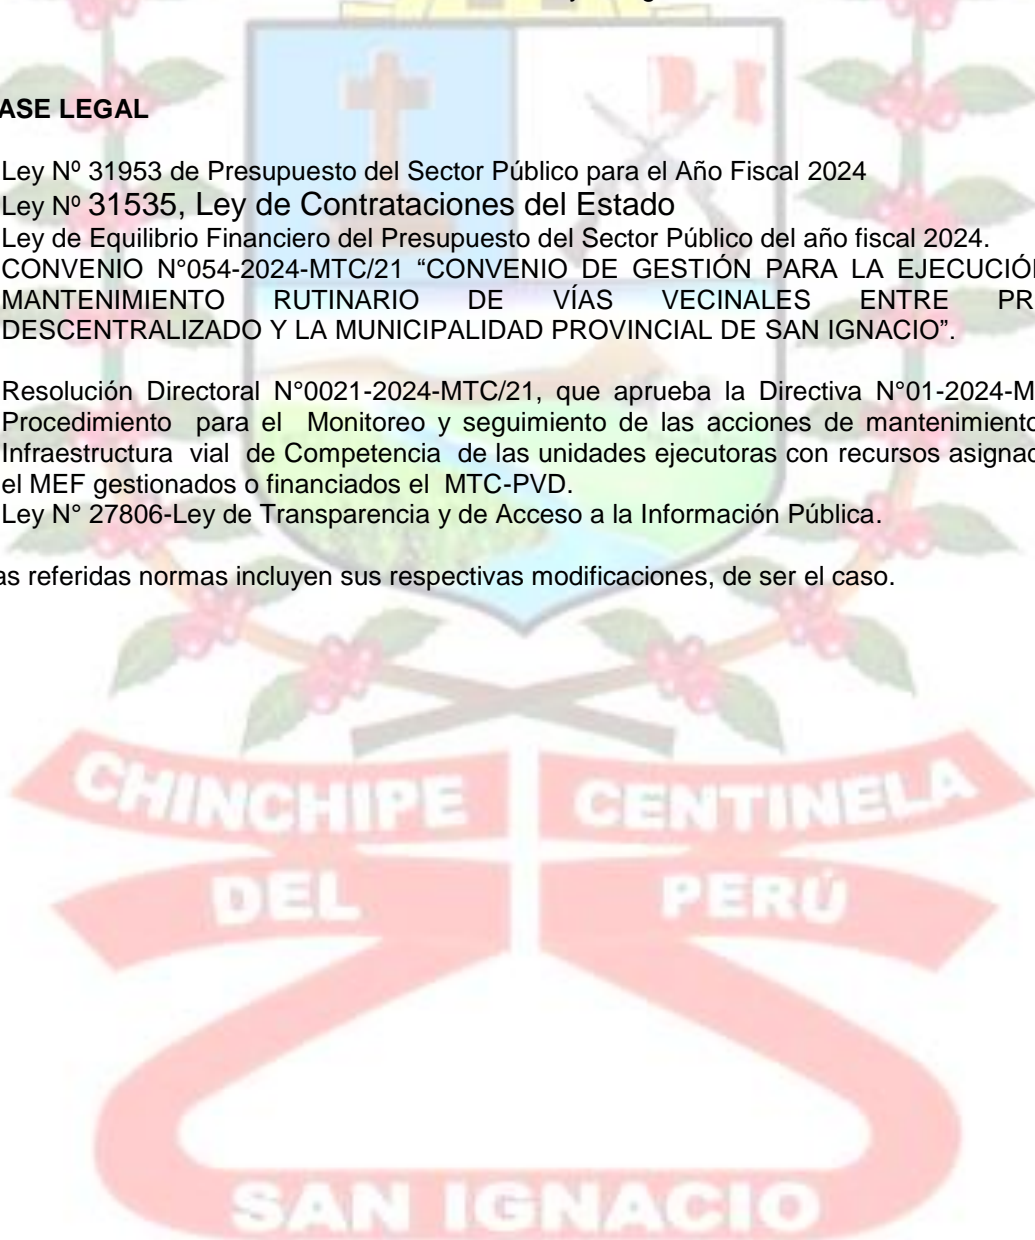 ASE LEGAL
Ley Nº 31953 de Presupuesto del Sector Público para el Año Fiscal 2024
Ley Nº 31535, Ley de Contrataciones del Estado
Ley de Equilibrio Financiero del Presupuesto del Sector Público del año fiscal 2024.
CONVENIO N°054-2024-MTC/21 “CONVENIO DE GESTIÓN PARA LA EJECUCIÓN
MANTENIMIENTO RUTINARIO DE VÍAS VECINALES ENTRE PR
DESCENTRALIZADO Y LA MUNICIPALIDAD PROVINCIAL DE SAN IGNACIO”.
Resolución Directoral N°0021-2024-MTC/21, que aprueba la Directiva N°01-2024-M
Procedimiento para el Monitoreo y seguimiento de las acciones de mantenimiento
Infraestructura vial de Competencia de las unidades ejecutoras con recursos asignad
el MEF gestionados o financiados el MTC-PVD.
Ley N° 27806-Ley de Transparencia y de Acceso a la Información Pública.
as referidas normas incluyen sus respectivas modificaciones, de ser el caso.
CHINCHIPE CENTINELA
DEL PERÚ
SAN IGNACIO